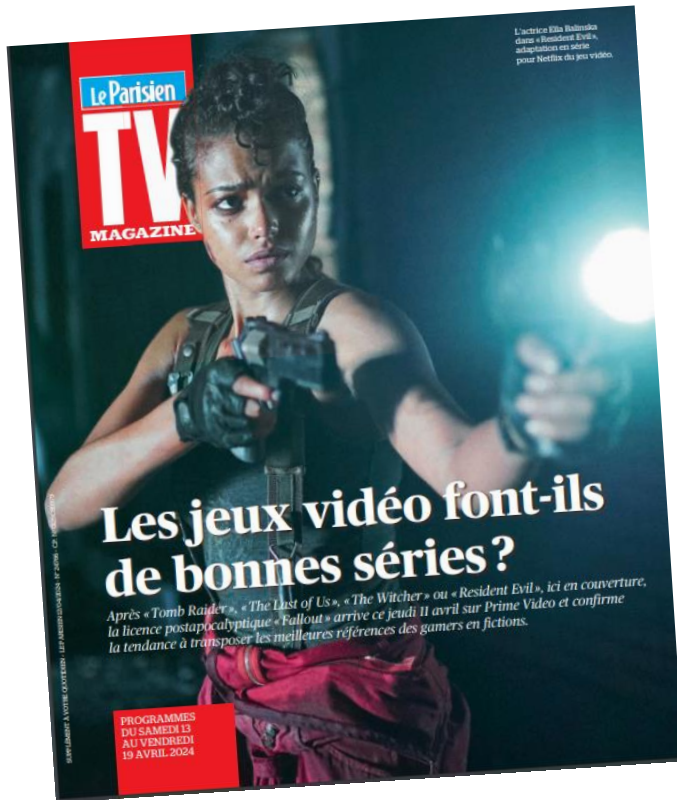 L'actrice Ella Balinska
dans « Resident Evil »,
adaptation en série
pour Netflix du jeu vidéo.
Le Parisien
TV
MAGAZINE
Les jeux vidéo font-ils
de bonnes séries ?
Après « Tomb Raider », « The Last of Us », « The Witcher » ou « Resident Evil », ici en couverture,
la licence postapocalyptique « Fallout » arrive ce jeudi 11 avril sur Prime Video et confirme
la tendance à transposer les meilleures références des gamers en fictions.
PROGRAMMES
DU SAMEDI 13
AU VENDREDI
19 AVRIL 2024
SUPPLÉMENT À VOTRE QUOTIDIEN - LE PARISIEN